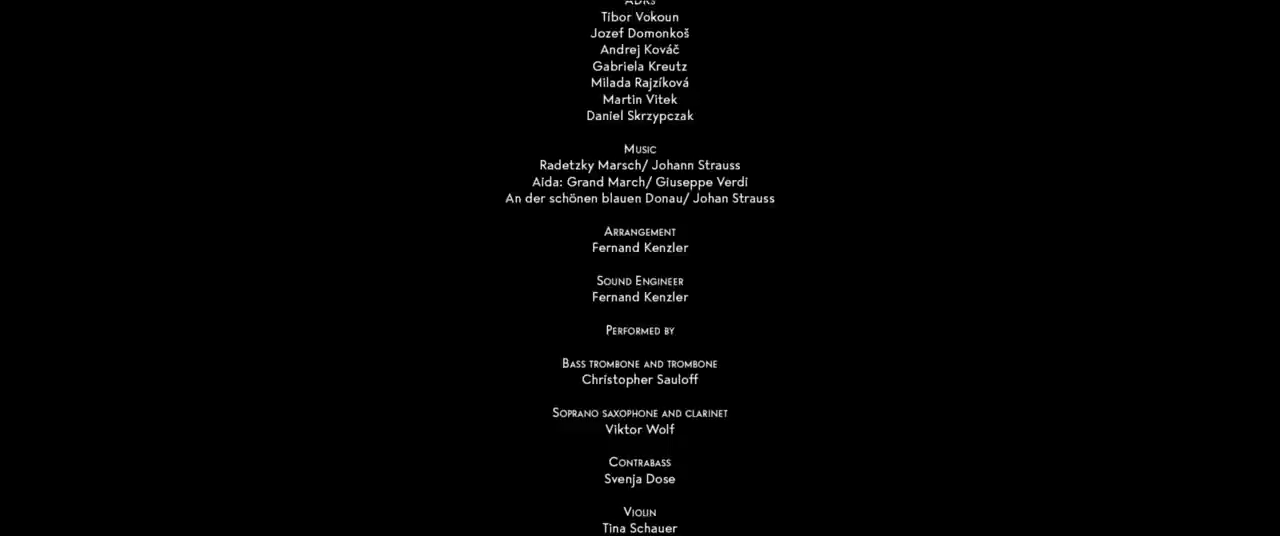 ADRs
Tibor Vokoun
Jozef Domonkoš
Andrej Kováč
Gabriela Kreutz
Milada Rajzíková
Martin Vitek
Daniel Skrzypczak
Music
Radetzky Marsch/ Johann Strauss
Aida: Grand March/ Giuseppe Verdi
An der schönen blauen Donau/ Johan Strauss
Arrangement
Fernand Kenzler
Sound Engineer
Fernand Kenzler
Performed by
Bass trombone and trombone
Christopher Sauloff
Soprano saxophone and clarinet
Viktor Wolf
Contrabass
Svenja Dose
Violin
Tina Schauer